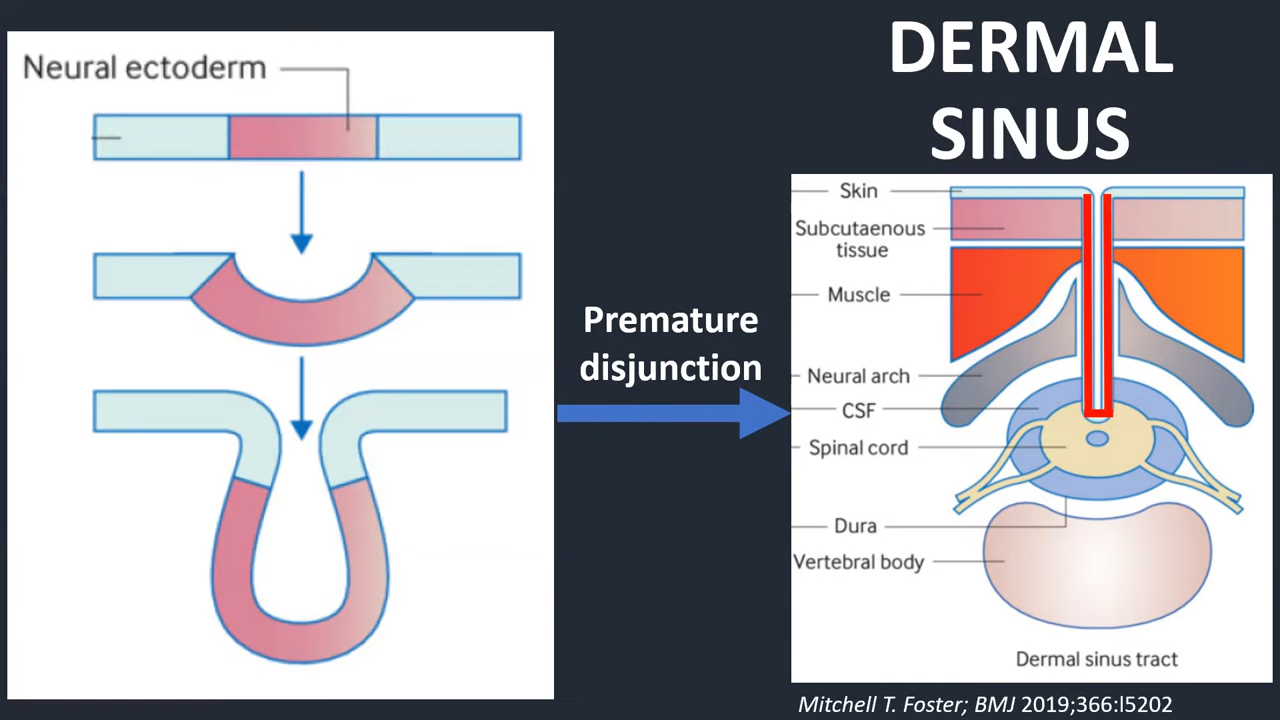 Neural ectoderm
Premature
disjunction
DERMAL
SINUS
Skin
Subcutaenous
tissue
Muscle
Neural arch
CSF
Spinal cord
Dura
Vertebral body
Dermal sinus tract
Mitchell T. Foster; BMJ 2019;366:l5202